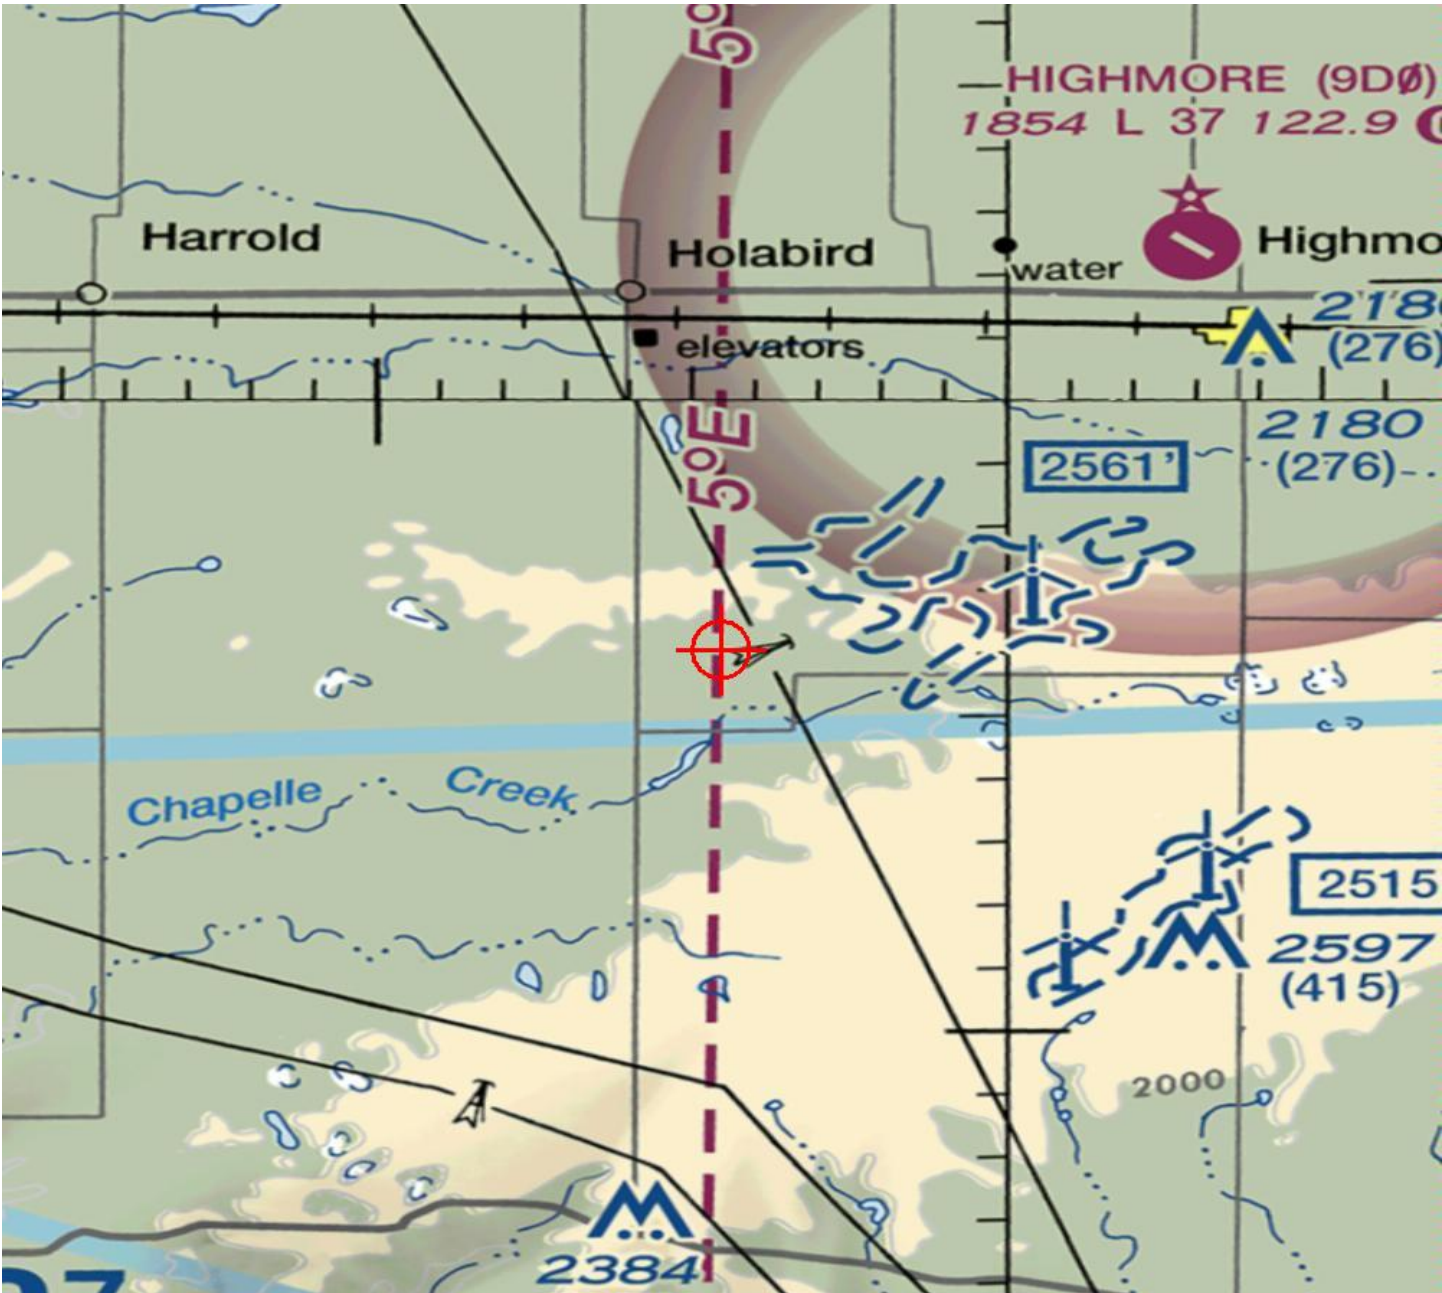 5°
HIGHMORE (9DØ)
1854 L 37 122.9
Harrold
Holabird
water
Highmo
218
(276)
elevators
5°E
2180
(276)
2561'
Chapelle Creek
2515
2597
(415)
2000
2384
97